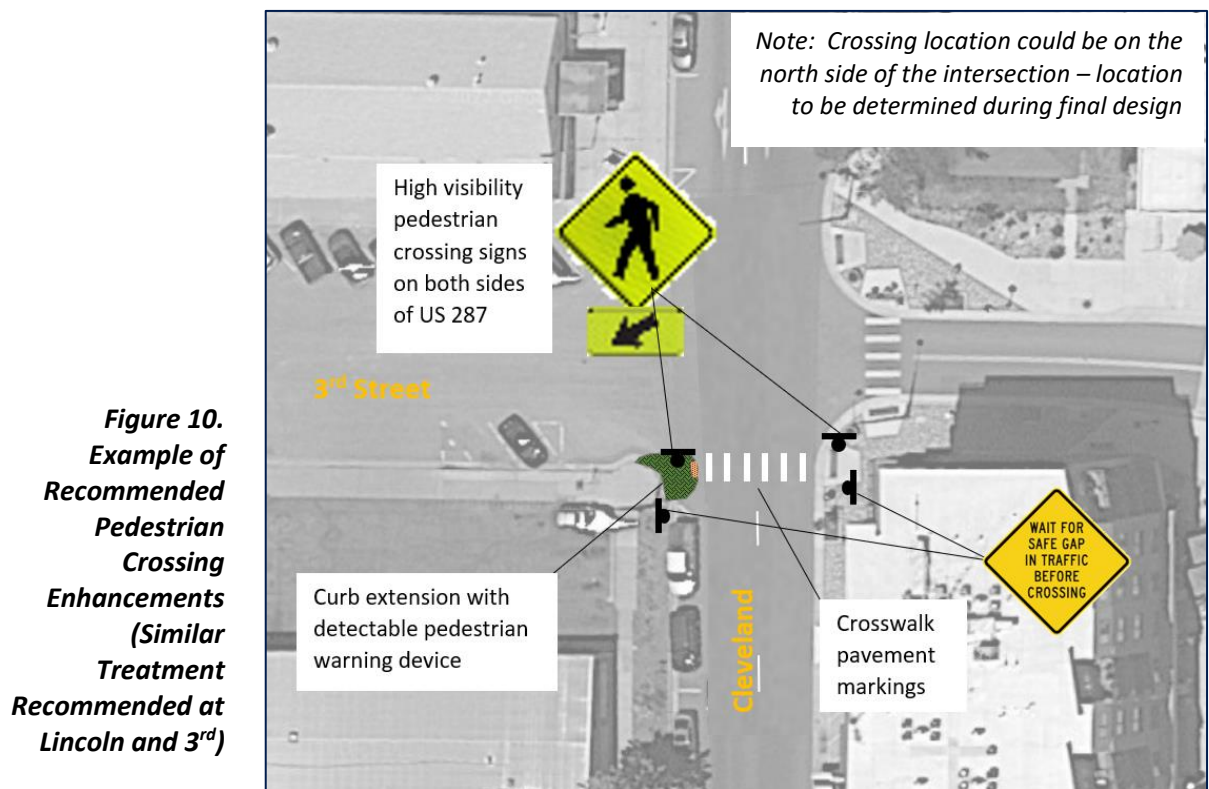 Note: Crossing location could be on the
north side of the intersection – location
to be determined during final design
High visibility
pedestrian
crossing signs
on both sides
of US 287
3rd Street
Figure 10.
Example of
Recommended
Pedestrian
Crossing
Enhancements
(Similar
Treatment
Recommended at
Lincoln and 3rd)
WAIT FOR
SAFE GAP
IN TRAFFIC
BEFORE
CROSSING
Curb extension with
detectable pedestrian
warning device
Cleveland
Crosswalk
pavement
markings